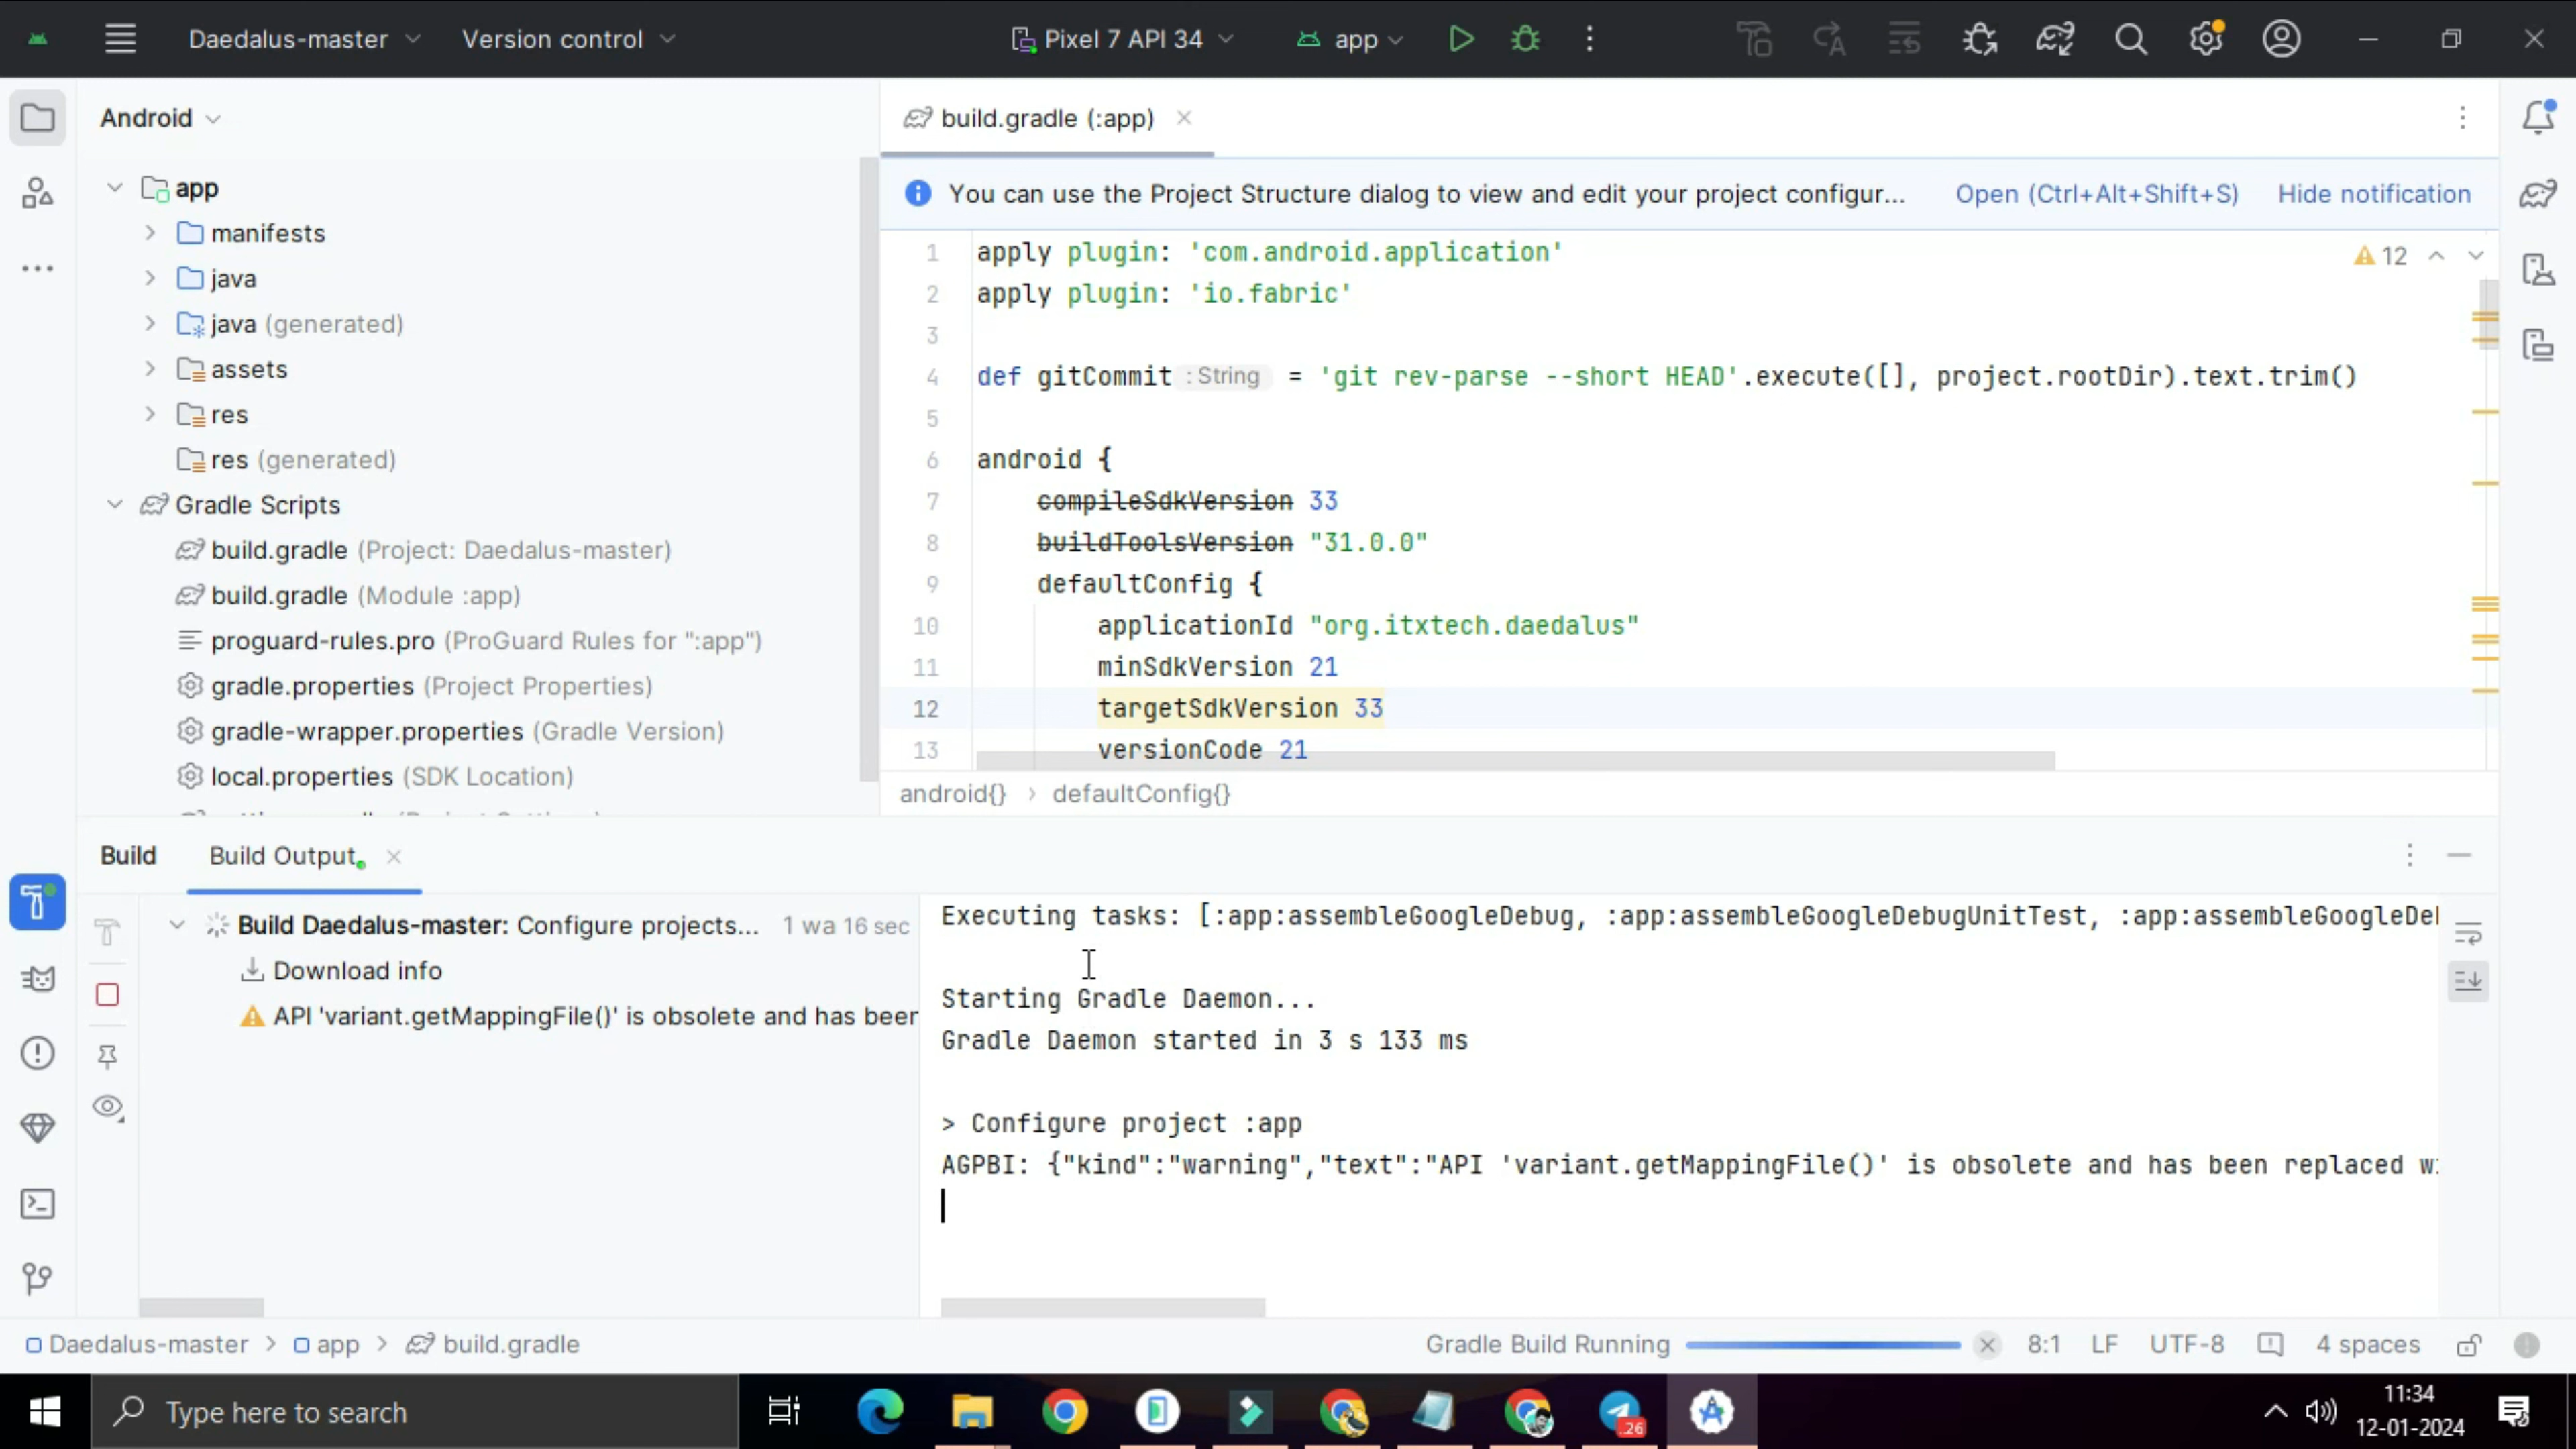 Daedalus-master
Version control
Pixel 7 API 34
app
Android
app
manifests
java
java (generated)
assets
res
res (generated)
Gradle Scripts
build.gradle (Project: Daedalus-master)
build.gradle (Module :app)
proguard-rules.pro (ProGuard Rules for ":app")
gradle.properties (Project Properties)
gradle-wrapper.properties (Gradle Version)
local.properties (SDK Location)
build.gradle (:app)
You can use the Project Structure dialog to view and edit your project configur... Open (Ctrl+Alt+Shift+S) Hide notification
12
1 apply plugin: 'com.android.application'
2 apply plugin: 'io.fabric'
3
4 def gitCommit : String = 'git rev-parse --short HEAD'.execute([], project.rootDir).text.trim()
5
6 android {
7 compileSdkVersion 33
8 buildToolsVersion "31.0.0"
9 defaultConfig {
10 applicationId "org.itxtech.daedalus"
11 minSdkVersion 21
12 targetSdkVersion 33
13 versionCode 21
android{} › defaultConfig{}
Build
Build Output
Build Daedalus-master: Configure projects... 1 wa 16 sec
Download info
API 'variant.getMappingFile()' is obsolete and has been
Executing tasks: [:app:assembleGoogleDebug, :app:assembleGoogleDebugUnitTest, :app:assembleGoogleDe
Starting Gradle Daemon...
Gradle Daemon started in 3 s 133 ms
> Configure project :app
AGPBI: {"kind":"warning","text":"API 'variant.getMappingFile()' is obsolete and has been replaced
Daedalus-master > app > build.gradle
Gradle Build Running
8:1 LF UTF-8 4 spaces
Type here to search
26
11:34
12-01-2024